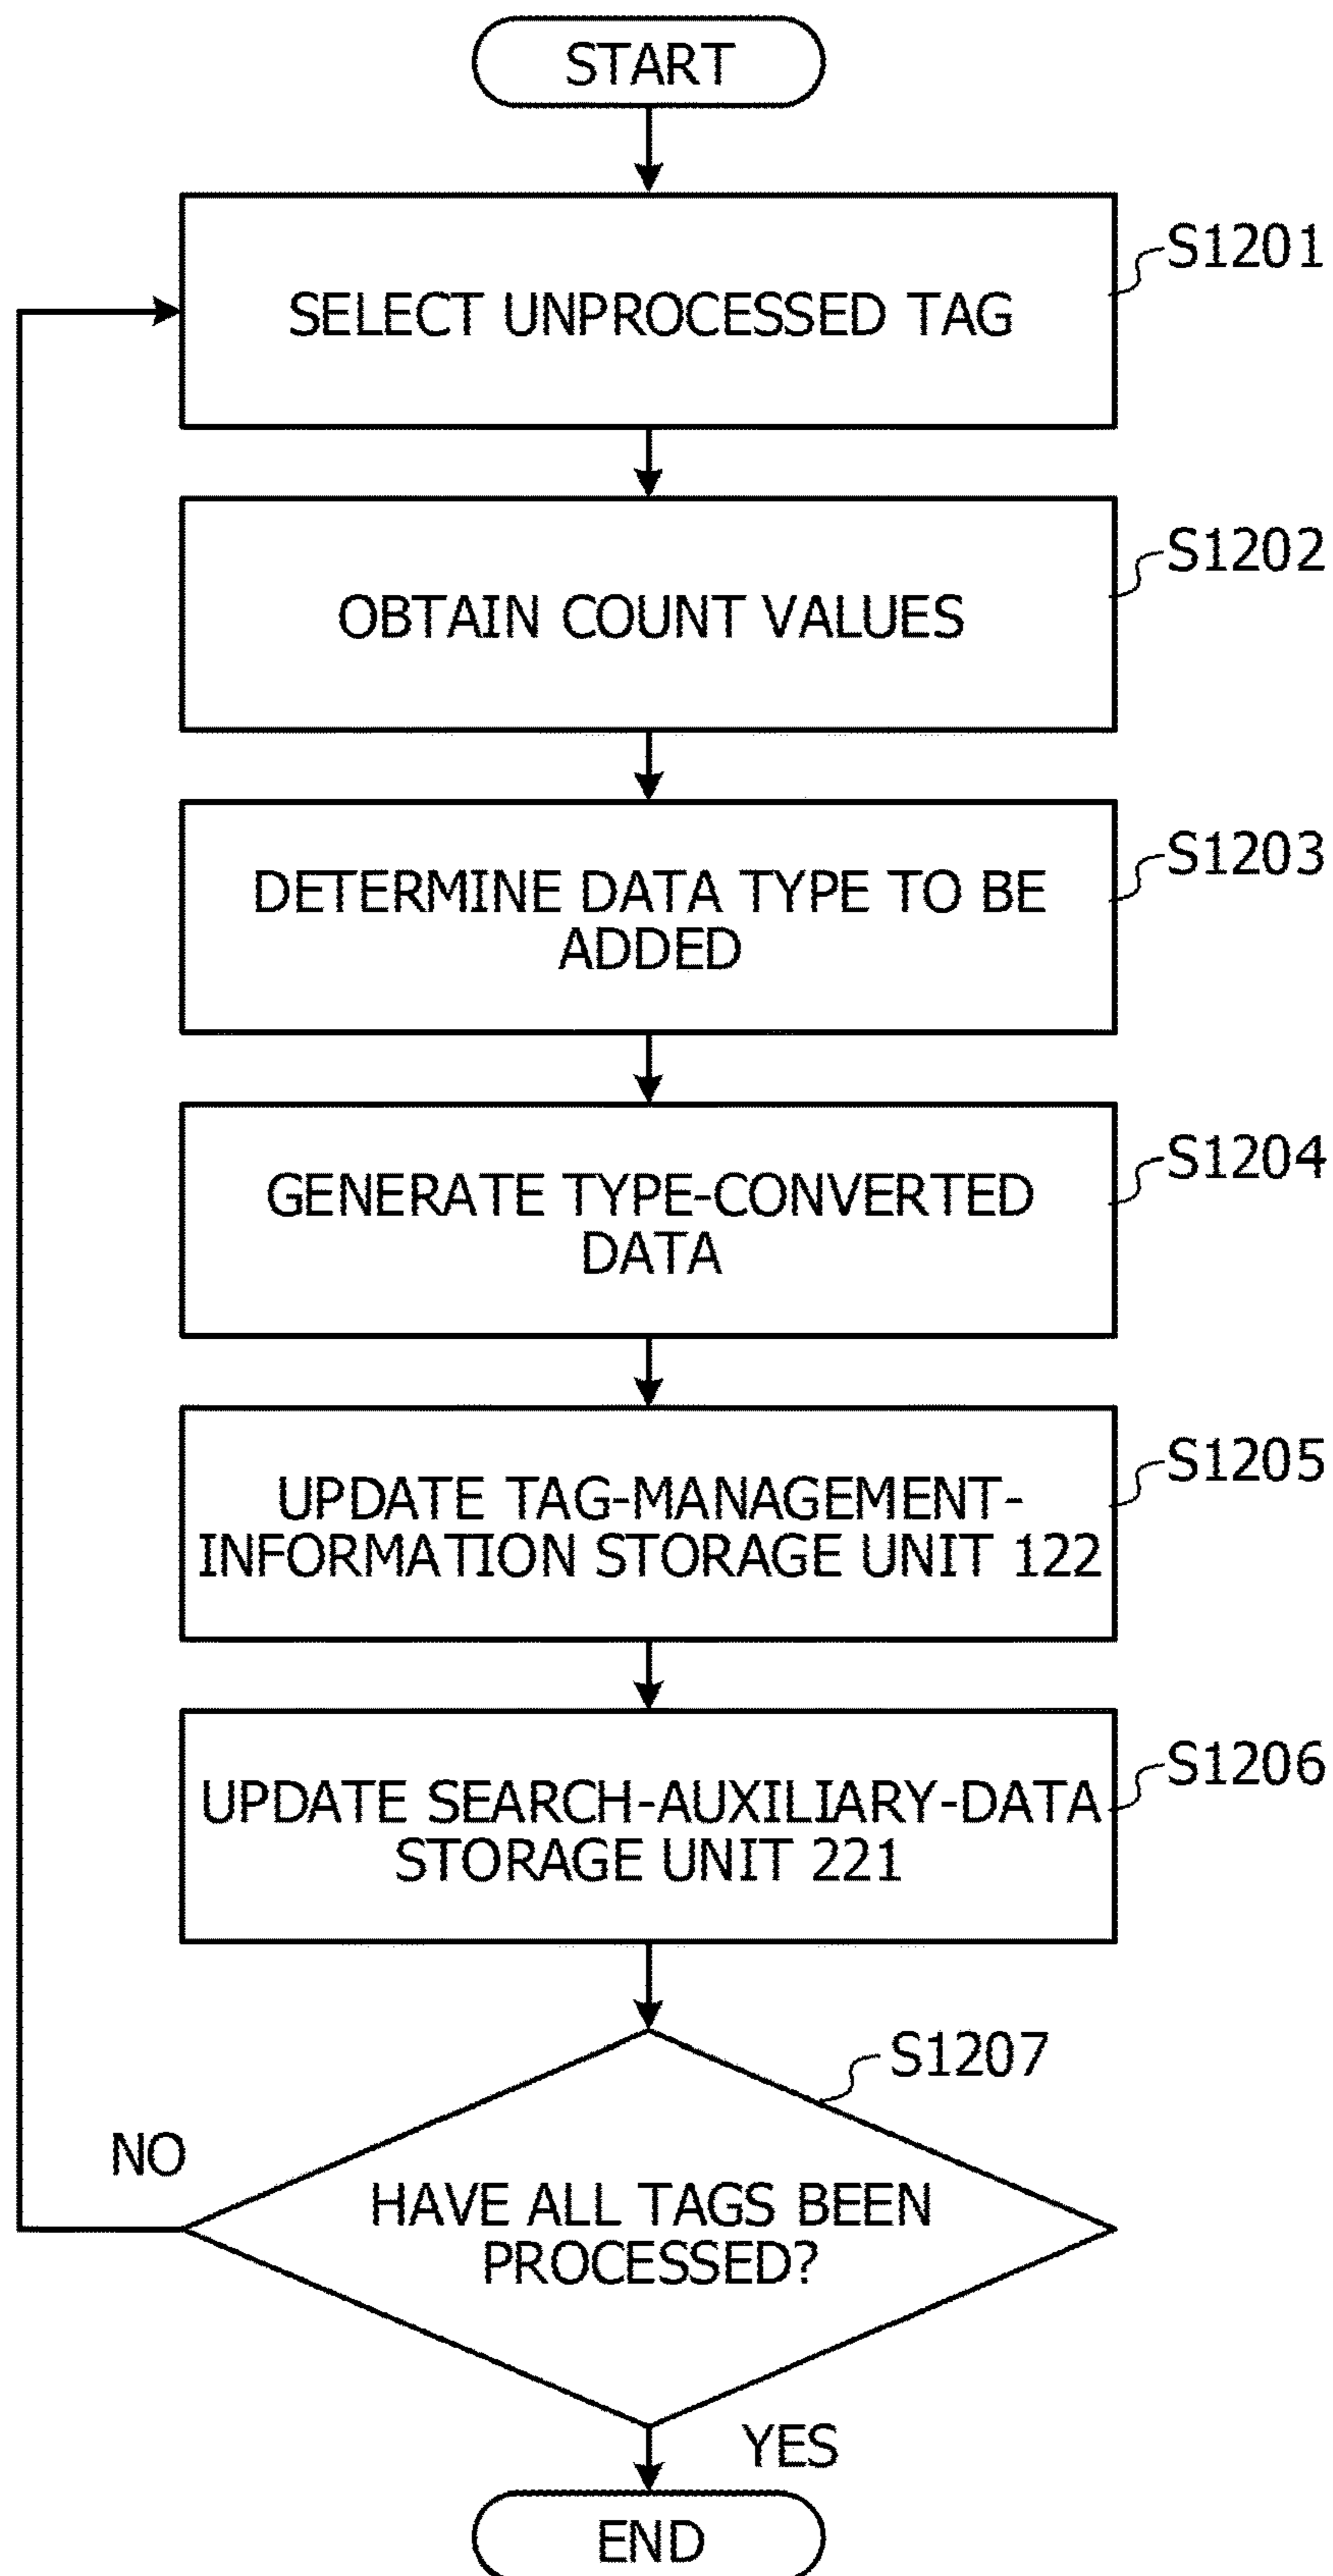 START
S1201
SELECT UNPROCESSED TAG
S1202
OBTAIN COUNT VALUES
S1203
DETERMINE DATA TYPE TO BE
ADDED
S1204
GENERATE TYPE-CONVERTED
DATA
S1205
UPDATE TAG-MANAGEMENT-
INFORMATION STORAGE UNIT 122
S1206
UPDATE SEARCH-AUXILIARY-DATA
STORAGE UNIT 221
S1207
NO
HAVE ALL TAGS BEEN
PROCESSED?
YES
END